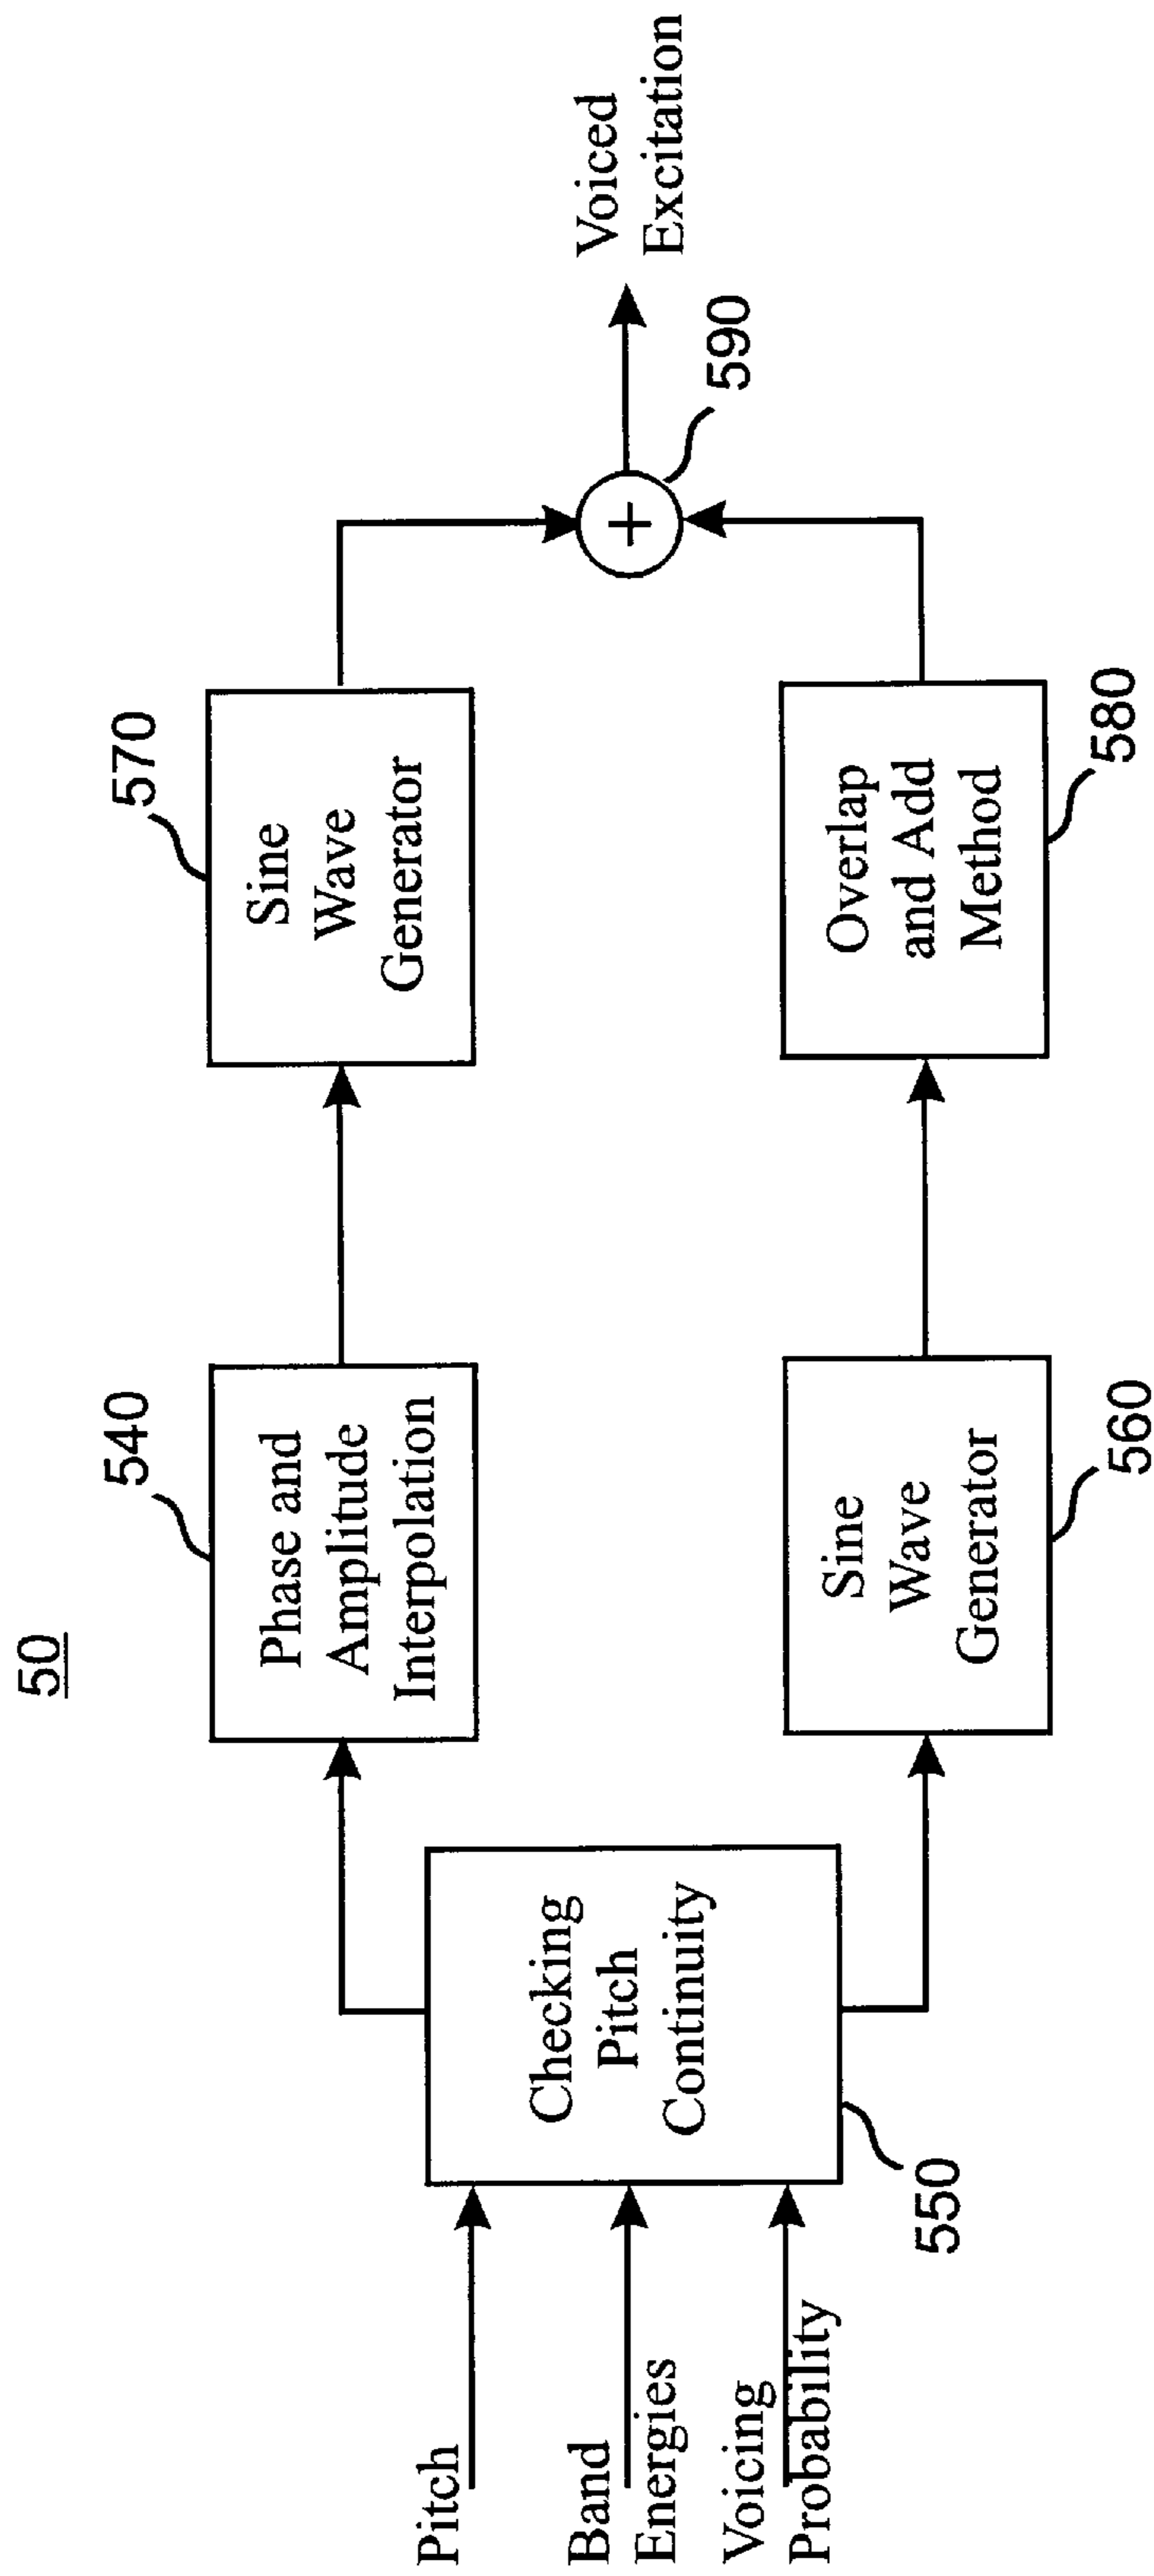 50
Pitch
Band
Energies
Voicing
Probability
Checking
Pitch
Continuity
550
540
Phase and
Amplitude
Interpolation
570
Sine
Wave
Generator
Sine
Wave
Generator
560
Overlap
and Add
Method
580
+
590
Voiced
Excitation